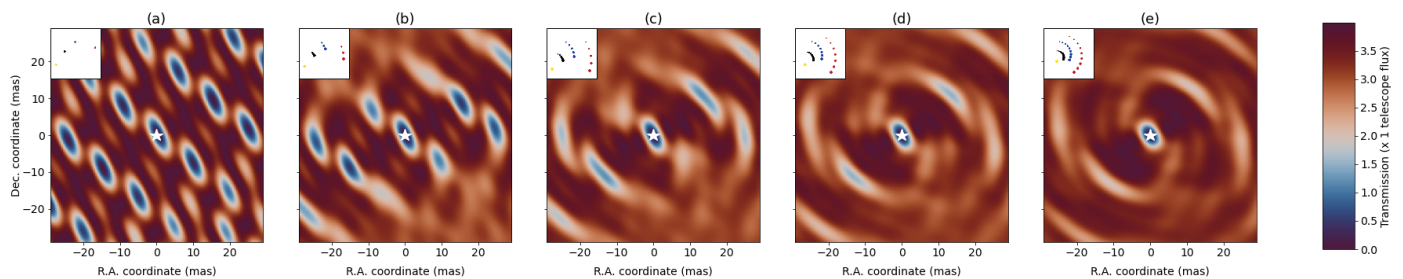 (a) (b) (c) (d) (e)
Dec. coordinate (mas)
20
10
0
−10
−20
−20 −10 0 10 20
−20 −10 0 10 20
−20 −10 0 10 20
−20 −10 0 10 20
−20 −10 0 10 20
R.A. coordinate (mas) R.A. coordinate (mas) R.A. coordinate (mas) R.A. coordinate (mas) R.A. coordinate (mas)
3.5
3.0
2.5
2.0
1.5
1.0
0.5
0.0
Transmission (x 1 telescope flux)